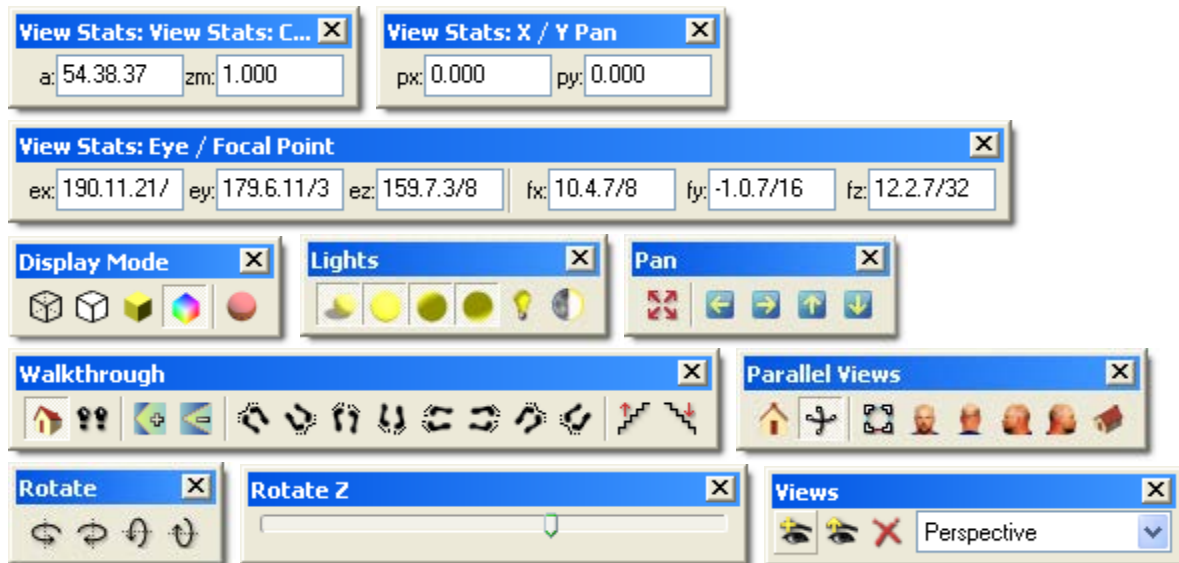 View Stats: View Stats: C...
a: 54.38.37 zm: 1.000
View Stats: X / Y Pan
px: 0.000 py: 0.000
View Stats: Eye / Focal Point
ex: 190.11.21/ ey: 179.6.11/3 ez: 159.7.3/8 fx: 10.4.7/8 fy: -1.0.7/16 fz: 12.2.7/32
Display Mode
Lights
Pan
Walkthrough
Parallel Views
Rotate
Rotate Z
Views
Perspective